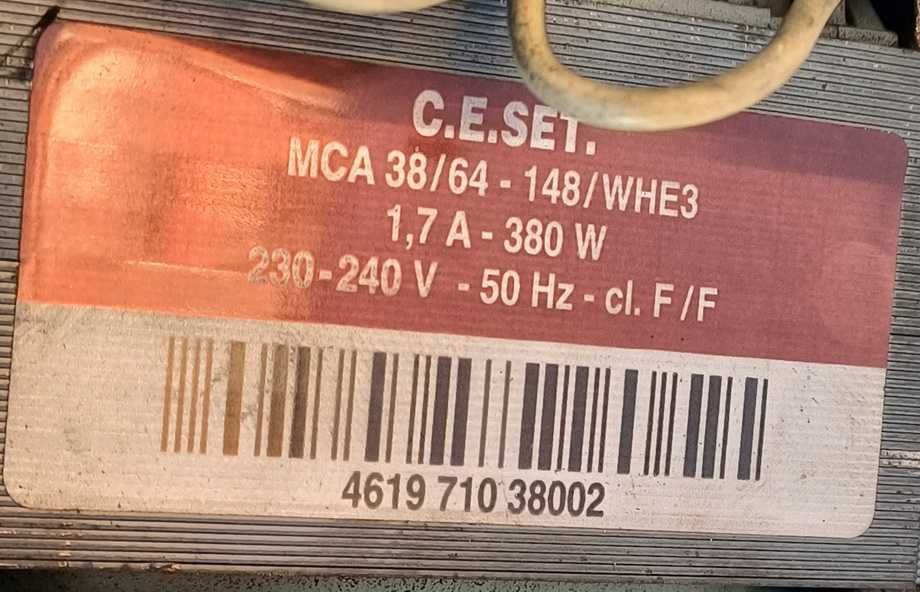 C.E.SET.
MCA 38/64 - 148/WHE3
1,7 A - 380 W
230-240 V - 50 Hz - cl. F/F
4619 710 38002